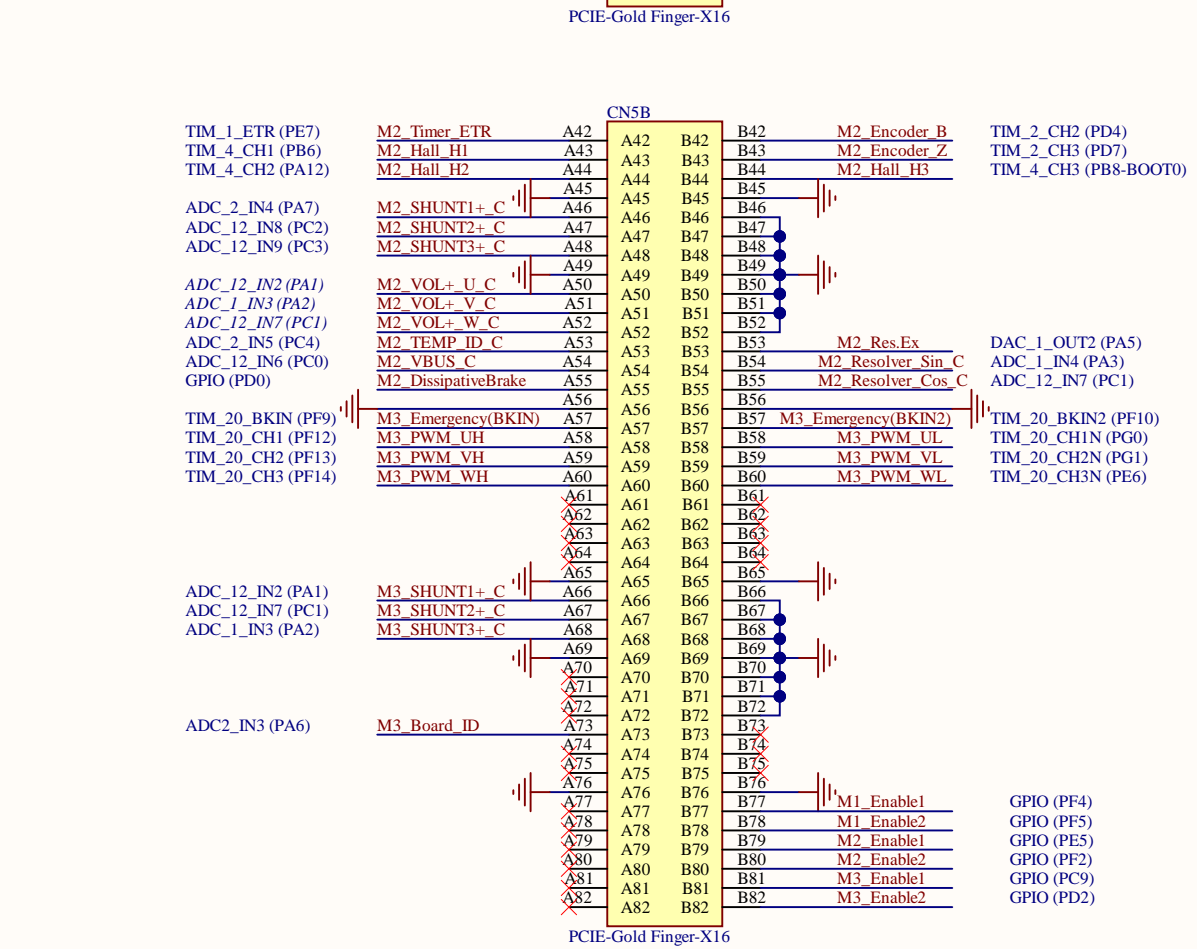 PCIE-Gold Finger-X16
CN5B
TIM_1_ETR (PE7) M2_Timer_ETR A42 A42 B42 B42 M2_Encoder_B TIM_2_CH2 (PD4)
TIM_4_CH1 (PB6) M2_Hall_H1 A43 A43 B43 B43 M2_Encoder_Z TIM_2_CH3 (PD7)
TIM_4_CH2 (PA12) M2_Hall_H2 A44 A44 B44 B44 M2_Hall_H3 TIM_4_CH3 (PB8-BOOT0)
A45 A45 B45 B45
ADC_2_IN4 (PA7) M2_SHUNT1+_C A46 A46 B46 B46
ADC_12_IN8 (PC2) M2_SHUNT2+_C A47 A47 B47 B47
ADC_12_IN9 (PC3) M2_SHUNT3+_C A48 A48 B48 B48
A49 A49 B49 B49
ADC_12_IN2 (PA1) M2_VOL+_U_C A50 A50 B50 B50
ADC_1_IN3 (PA2) M2_VOL+_V_C A51 A51 B51 B51
ADC_12_IN7 (PC1) M2_VOL+_W_C A52 A52 B52 B52
ADC_2_IN5 (PC4) M2_TEMP_ID_C A53 A53 B53 B53 M2_Res.Ex DAC_1_OUT2 (PA5)
ADC_12_IN6 (PC0) M2_VBUS_C A54 A54 B54 B54 M2_Resolver_Sin_C ADC_1_IN4 (PA3)
GPIO (PD0) M2_DissipativeBrake A55 A55 B55 B55 M2_Resolver_Cos_C ADC_12_IN7 (PC1)
A56 A56 B56 B56
TIM_20_BKIN (PF9) M3_Emergency(BKIN) A57 A57 B57 B57 M3_Emergency(BKIN2) TIM_20_BKIN2 (PF10)
TIM_20_CH1 (PF12) M3_PWM_UH A58 A58 B58 B58 M3_PWM_UL TIM_20_CH1N (PG0)
TIM_20_CH2 (PF13) M3_PWM_VH A59 A59 B59 B59 M3_PWM_VL TIM_20_CH2N (PG1)
TIM_20_CH3 (PF14) M3_PWM_WH A60 A60 B60 B60 M3_PWM_WL TIM_20_CH3N (PE6)
A61 A61 B61 B61
A62 A62 B62 B62
A63 A63 B63 B63
A64 A64 B64 B64
A65 A65 B65 B65
ADC_12_IN2 (PA1) M3_SHUNT1+_C A66 A66 B66 B66
ADC_12_IN7 (PC1) M3_SHUNT2+_C A67 A67 B67 B67
ADC_1_IN3 (PA2) M3_SHUNT3+_C A68 A68 B68 B68
A69 A69 B69 B69
A70 A70 B70 B70
A71 A71 B71 B71
A72 A72 B72 B72
ADC2_IN3 (PA6) M3_Board_ID A73 A73 B73 B73
A74 A74 B74 B74
A75 A75 B75 B75
A76 A76 B76 B76
A77 A77 B77 B77 M1_Enable1 GPIO (PF4)
A78 A78 B78 B78 M1_Enable2 GPIO (PF5)
A79 A79 B79 B79 M2_Enable1 GPIO (PE5)
A80 A80 B80 B80 M2_Enable2 GPIO (PF2)
A81 A81 B81 B81 M3_Enable1 GPIO (PC9)
A82 A82 B82 B82 M3_Enable2 GPIO (PD2)
PCIE-Gold Finger-X16